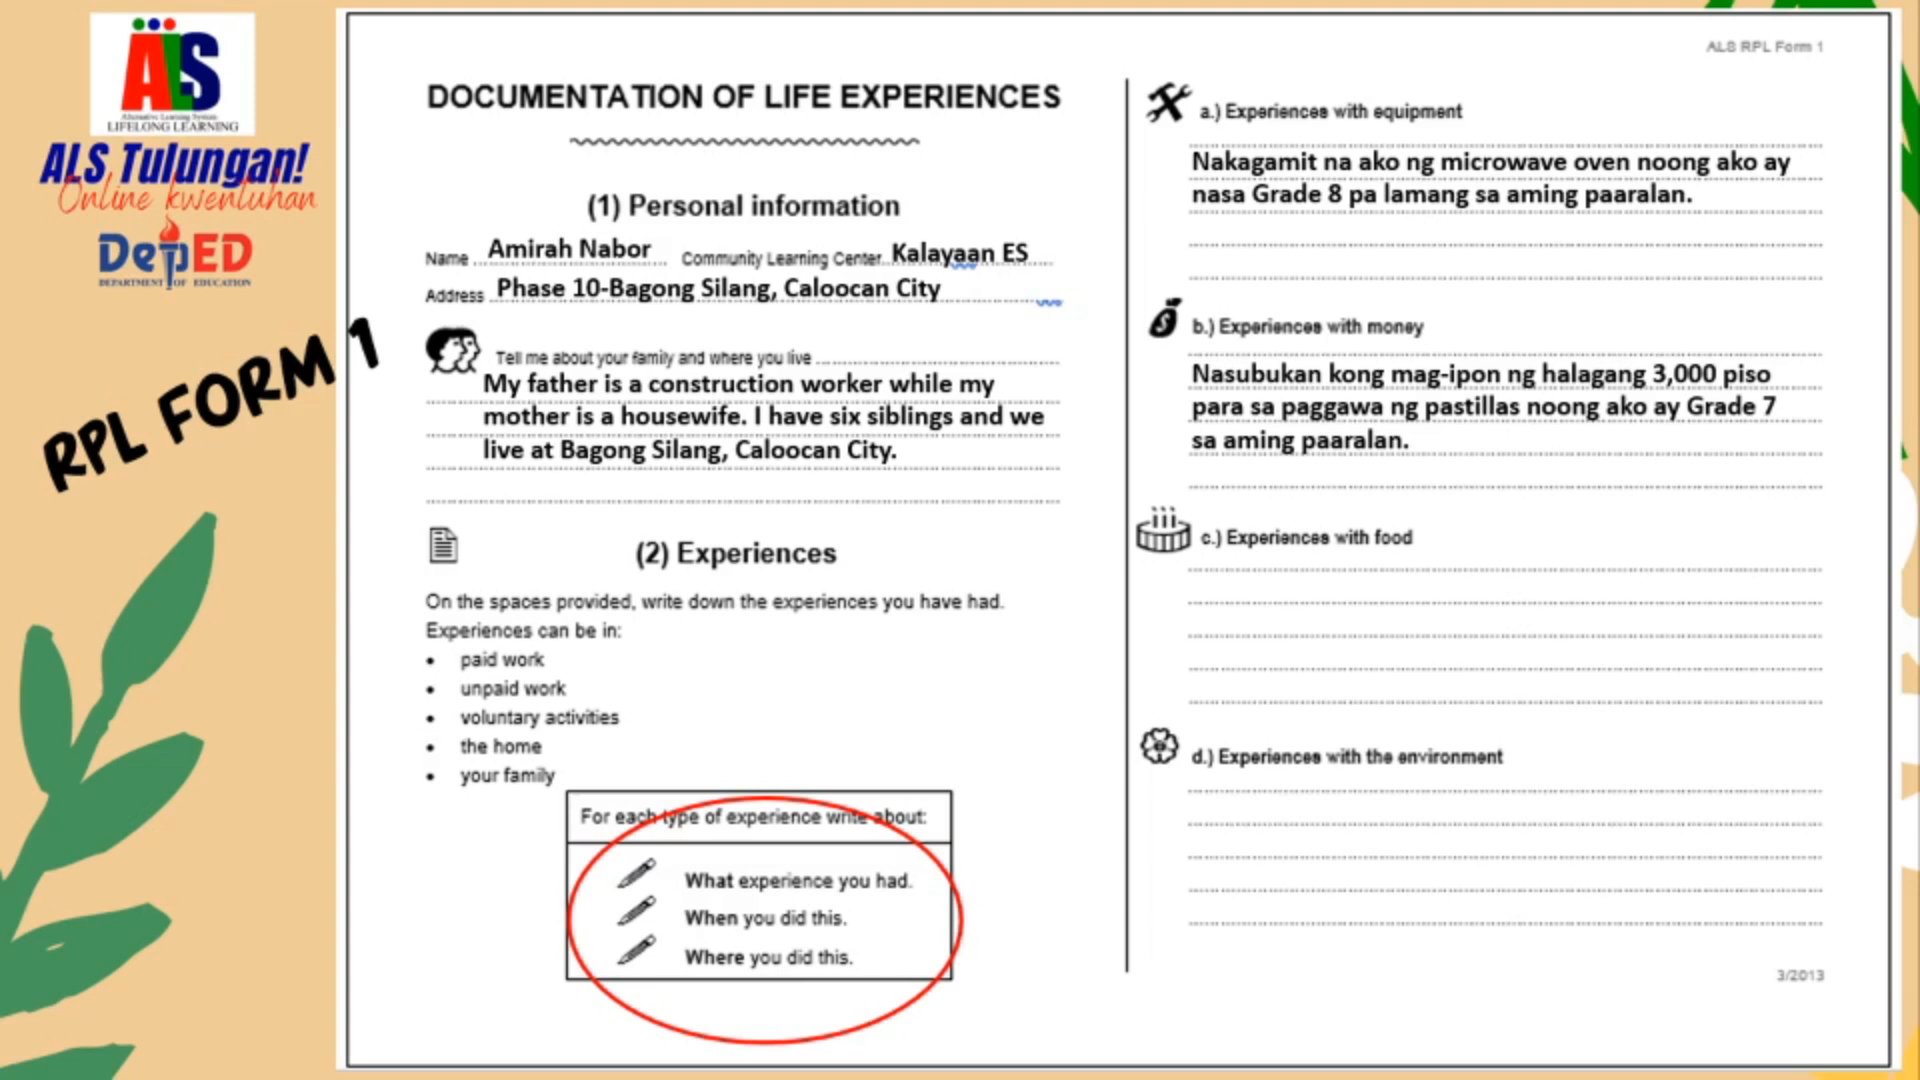 ALS
Alternative Learning System
LIFELONG LEARNING
ALS Tulungan!
Online kwentuhan
DepED
DEPARTMENT OF EDUCATION
RPL FORM 1
ALS RPL Form 1
DOCUMENTATION OF LIFE EXPERIENCES
(1) Personal information
Name Amirah Nabor Community Learning Center Kalayaan ES
Address Phase 10-Bagong Silang, Caloocan City
Tell me about your family and where you live
My father is a construction worker while my
mother is a housewife. I have six siblings and we
live at Bagong Silang, Caloocan City.
(2) Experiences
On the spaces provided, write down the experiences you have had.
Experiences can be in:
• paid work
• unpaid work
• voluntary activities
• the home
• your family
For each type of experience write about:
What experience you had.
When you did this.
Where you did this.
a.) Experiences with equipment
Nakagamit na ako ng microwave oven noong ako ay
nasa Grade 8 pa lamang sa aming paaralan.
b.) Experiences with money
Nasubukan kong mag-ipon ng halagang 3,000 piso
para sa paggawa ng pastillas noong ako ay Grade 7
sa aming paaralan.
c.) Experiences with food
d.) Experiences with the environment
3/2013